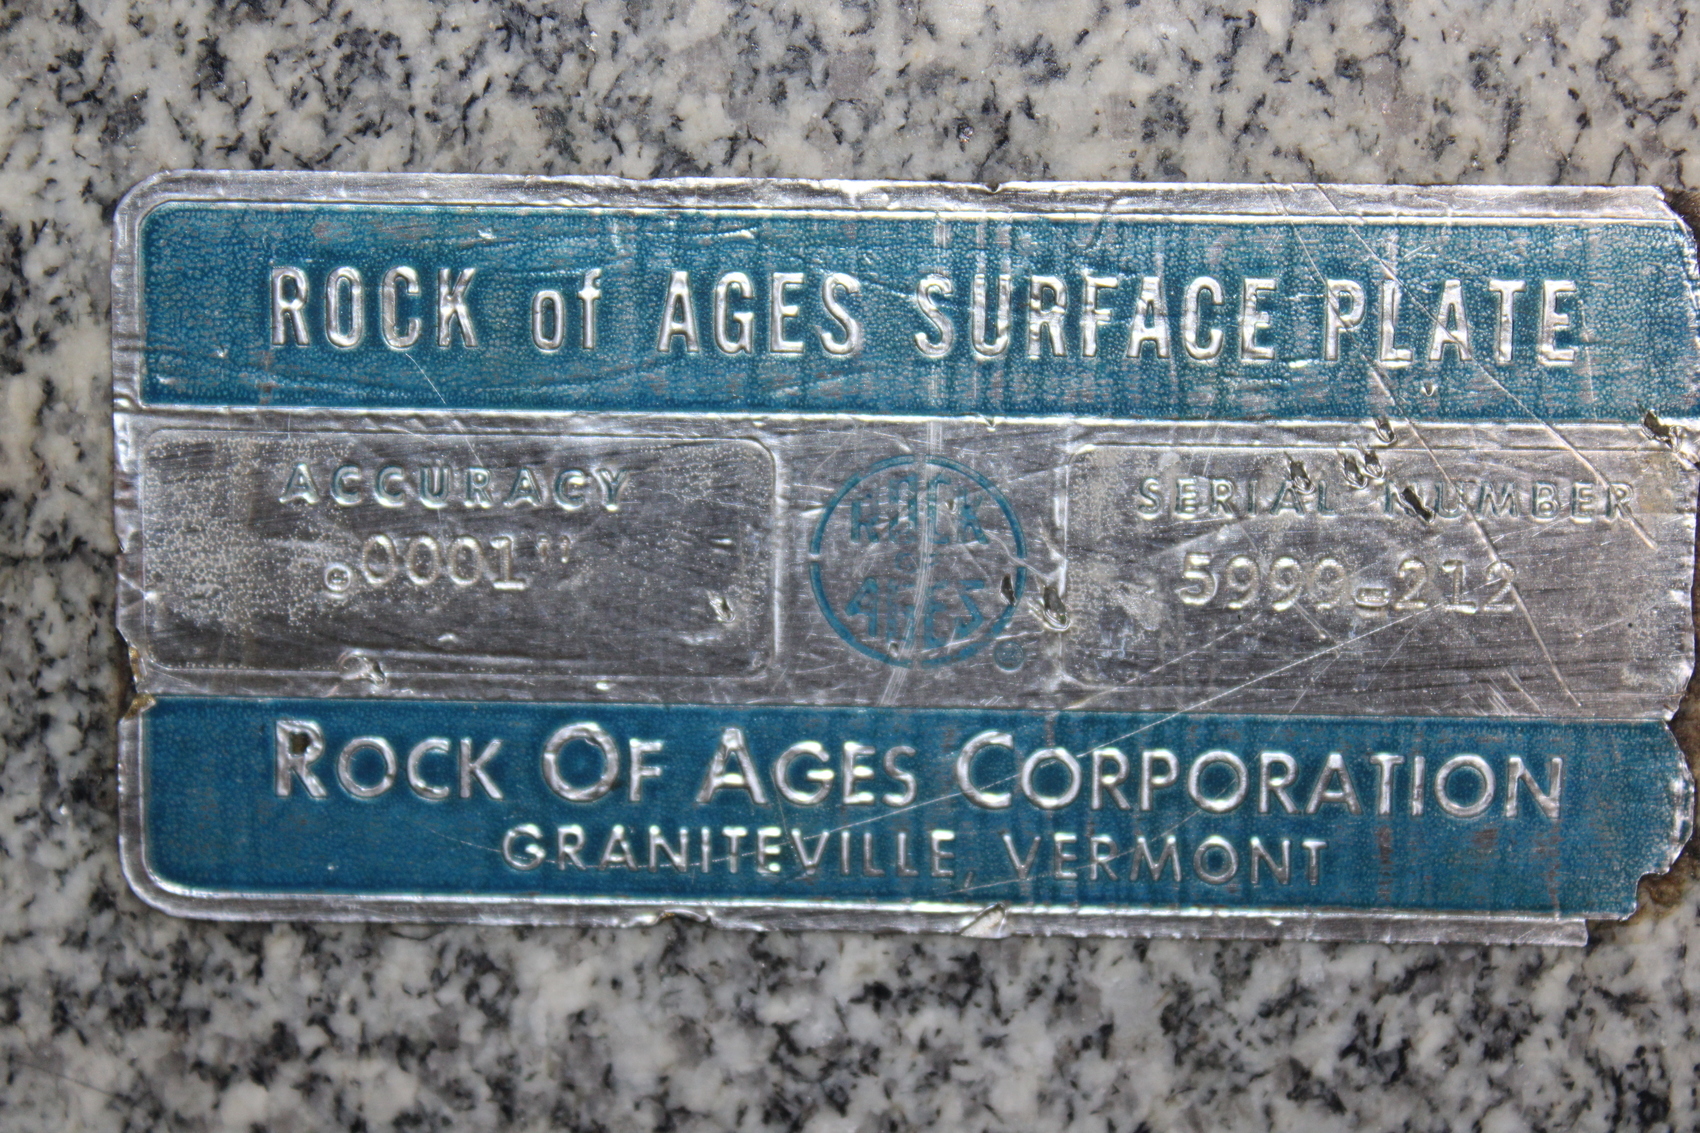 ROCK of AGES SURFACE PLATE
ACCURACY
.0001"
ROCK
OF
AGES
®
SERIAL NUMBER
5999-212
ROCK OF AGES CORPORATION
GRANITEVILLE, VERMONT